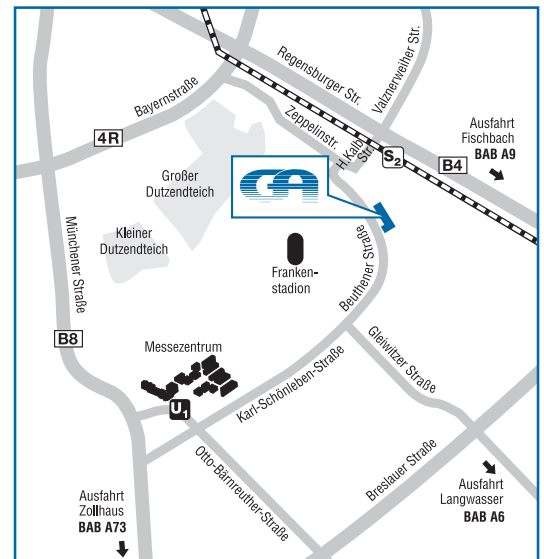 Regensburger Str.
Valznerweiher Str.
Bayernstraße
Zeppelinstr.
H.Kalb
Str.
4R
S2
Ausfahrt
Fischbach
BAB A9
B4
Großer
Dutzendteich
GA
Kleiner
Dutzendteich
Münchener Straße
Franken-
stadion
Beuthener Straße
B8
Messezentrum
Gleiwitzer Straße
U1
Karl-Schönleben-Straße
Otto-Bärnreuther-Straße
Breslauer Straße
Ausfahrt
Zollhaus
BAB A73
Ausfahrt
Langwasser
BAB A6